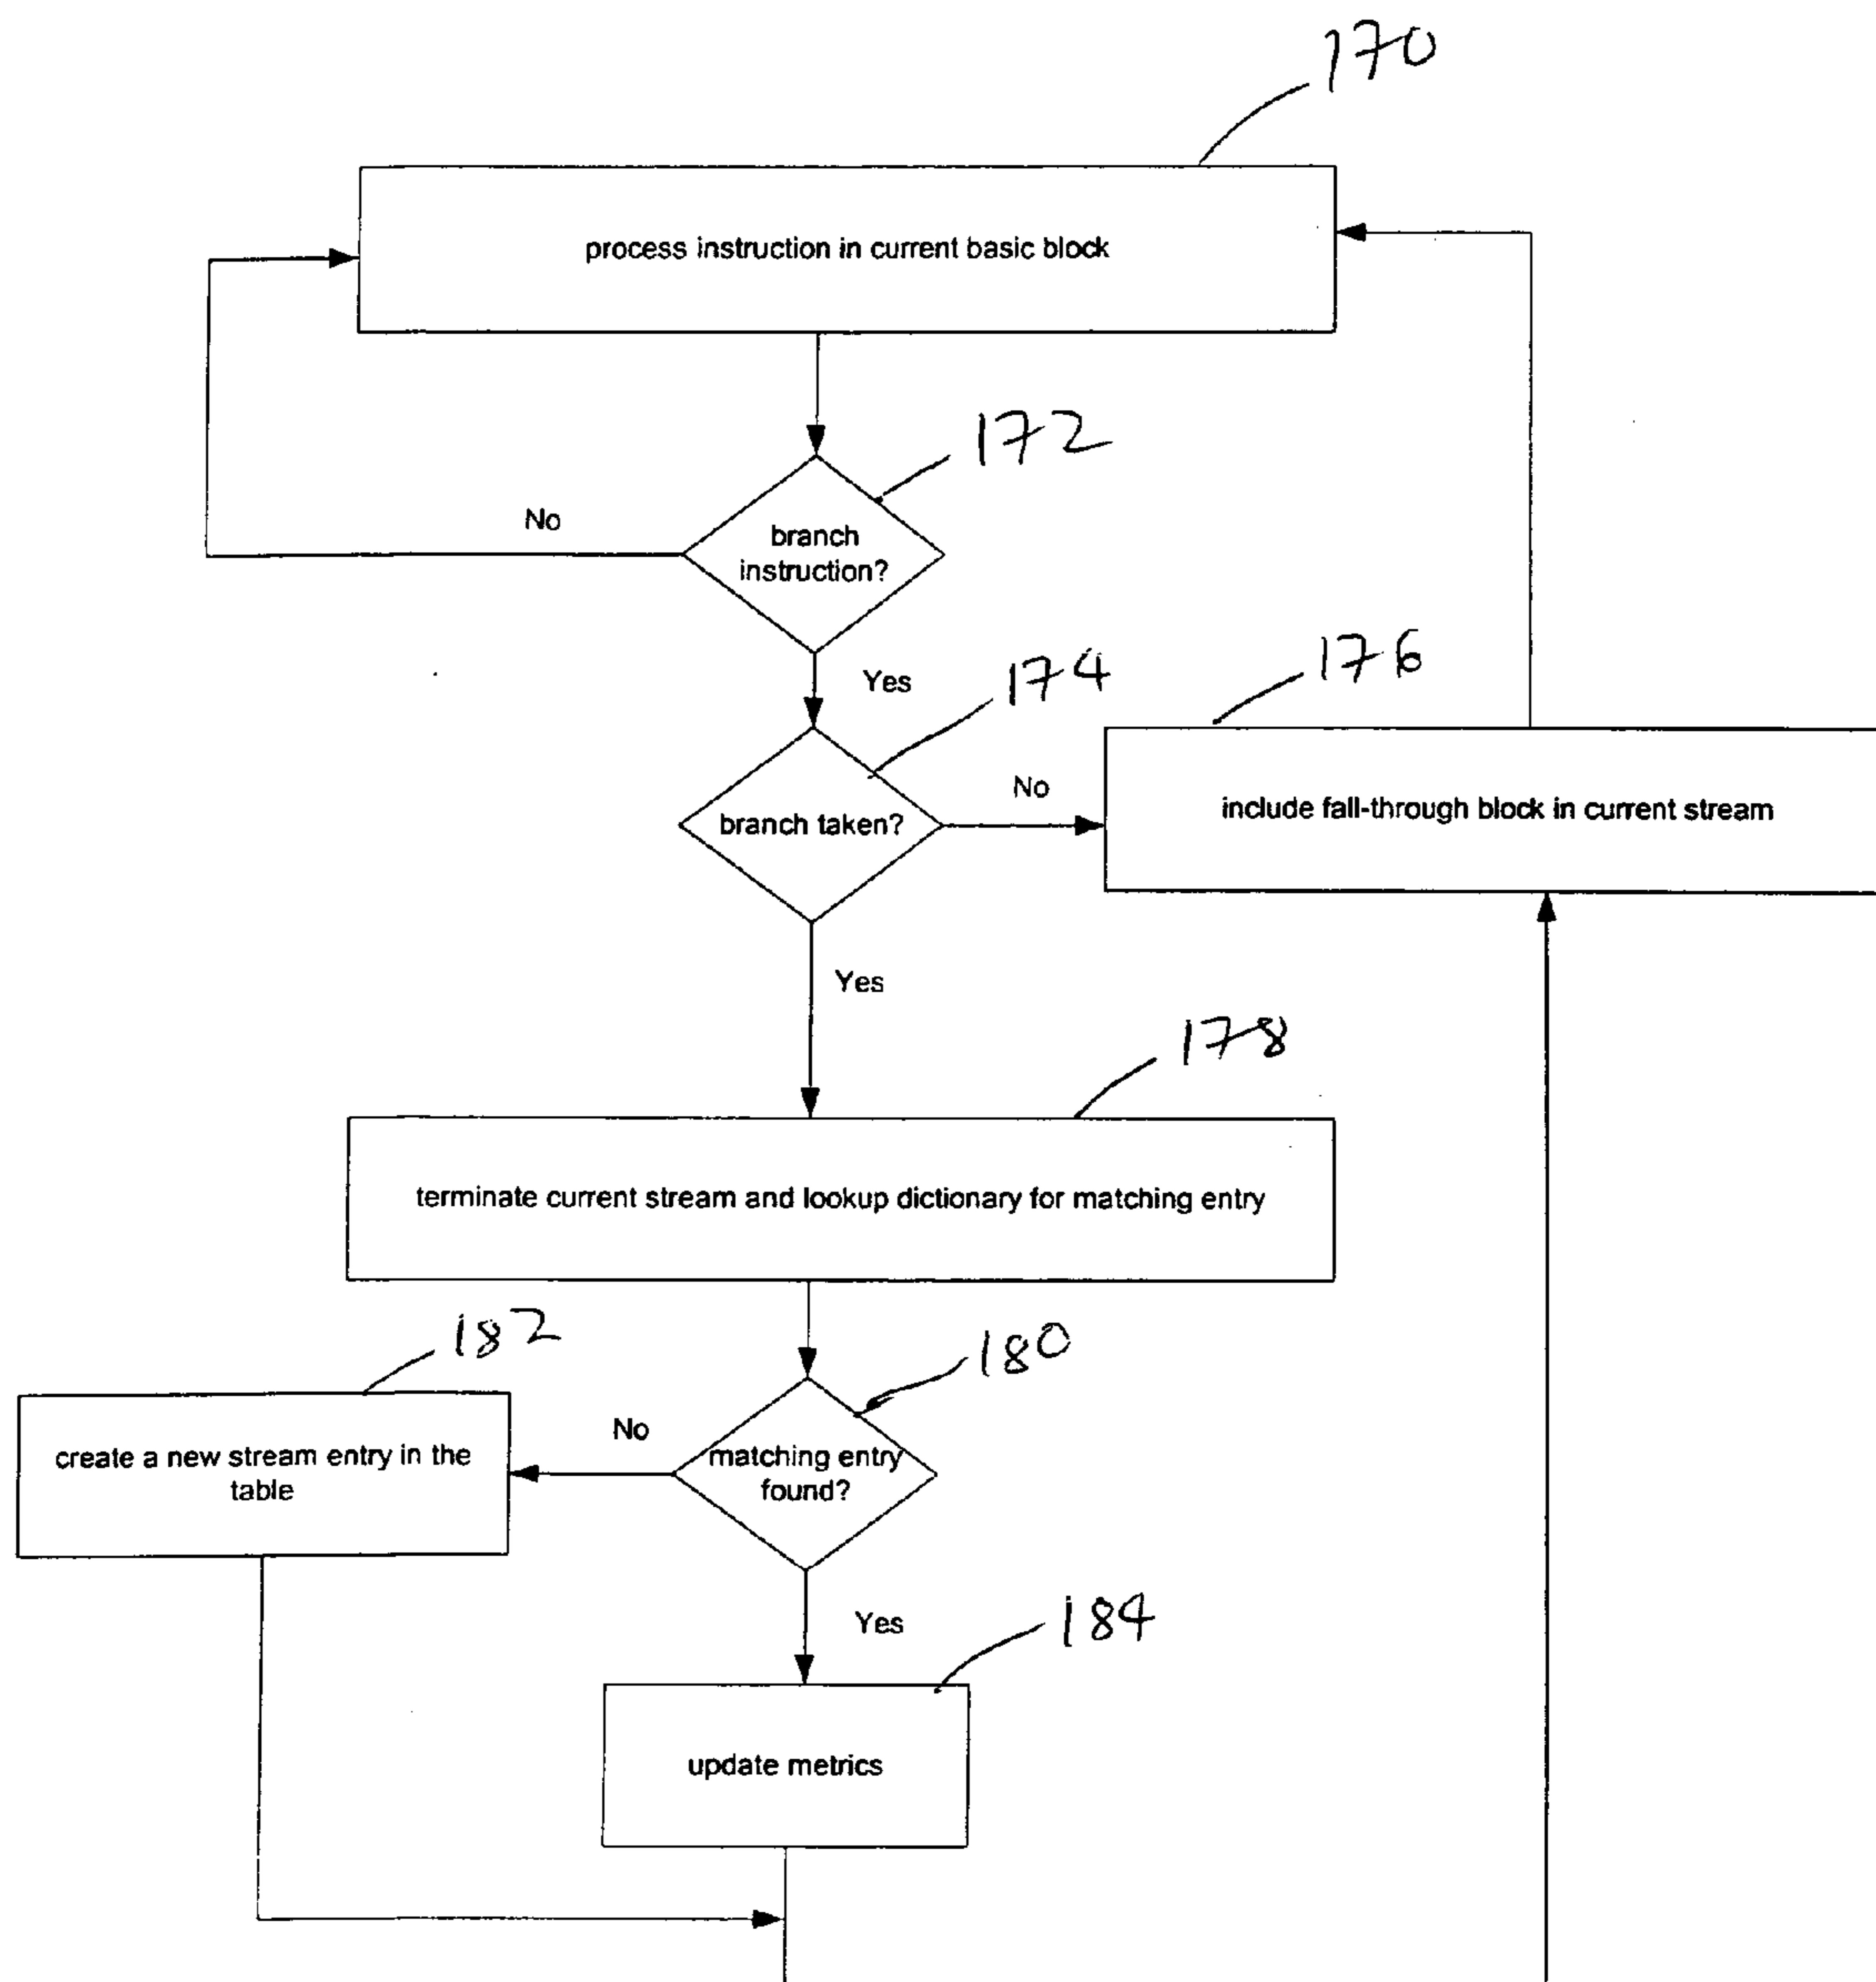 170
process instruction in current basic block
172
No
branch
instruction?
Yes
174
176
No
branch taken?
include fall-through block in current stream
Yes
178
terminate current stream and lookup dictionary for matching entry
182
180
No
create a new stream entry in the
table
matching entry
found?
Yes
184
update metrics